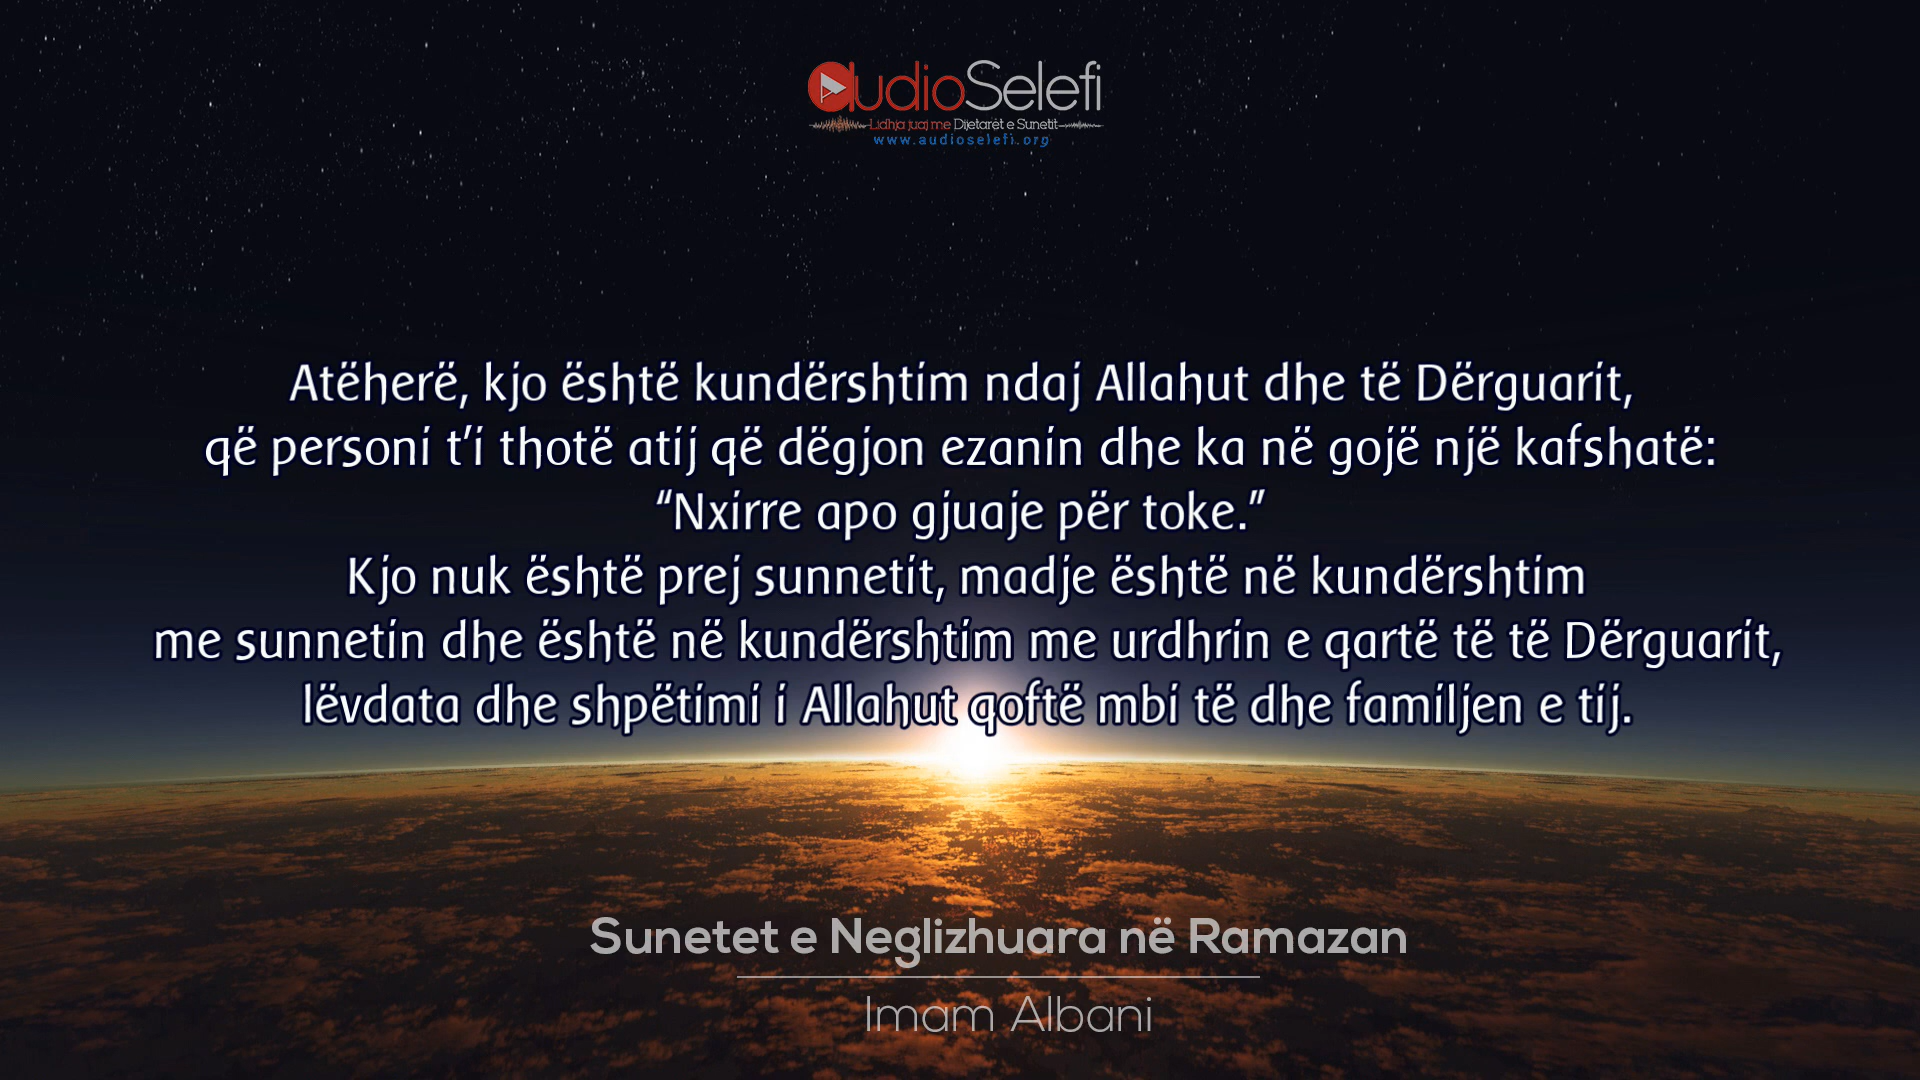 audioSelefi
Lidhja juaj me Dijetarët e Sunetit
www.audioselefi.org
Atëherë, kjo është kundërshtim ndaj Allahut dhe të Dërguarit,
që personi t’i thotë atij që dëgjon ezanin dhe ka në gojë një kafshatë:
“Nxirre apo gjuaje për toke.”
Kjo nuk është prej sunnetit, madje është në kundërshtim
me sunnetin dhe është në kundërshtim me urdhrin e qartë të të Dërguarit,
lëvdata dhe shpëtimi i Allahut qoftë mbi të dhe familjen e tij.
Sunetet e Neglizhuara në Ramazan
Imam Albani